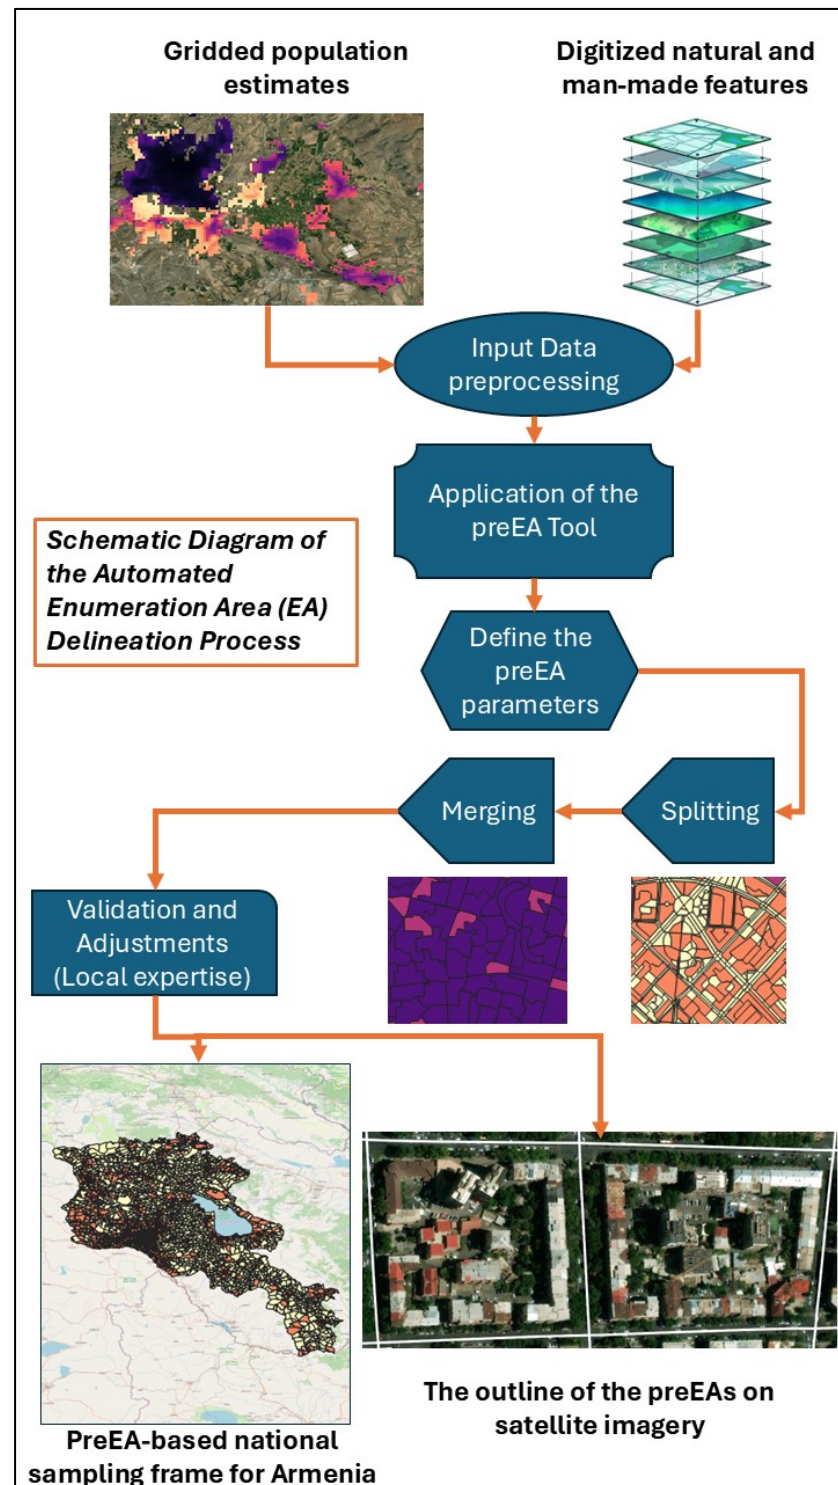 Gridded population
estimates
Digitized natural and
man-made features
Input Data
preprocessing
Application of the
preEA Tool
Schematic Diagram of
the Automated
Enumeration Area (EA)
Delineation Process
Define the
preEA
parameters
Merging
Splitting
Validation and
Adjustments
(Local expertise)
The outline of the preEAs on
satellite imagery
PreEA-based national
sampling frame for Armenia